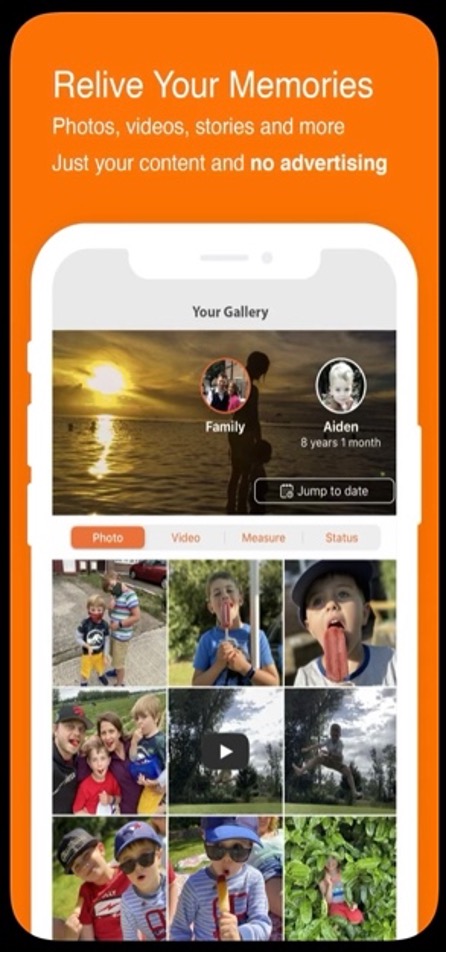 Relive Your Memories
Photos, videos, stories and more
Just your content and no advertising
Your Gallery
Family
Aiden
8 years 1 month
Jump to date
Photo
Video
Measure
Status